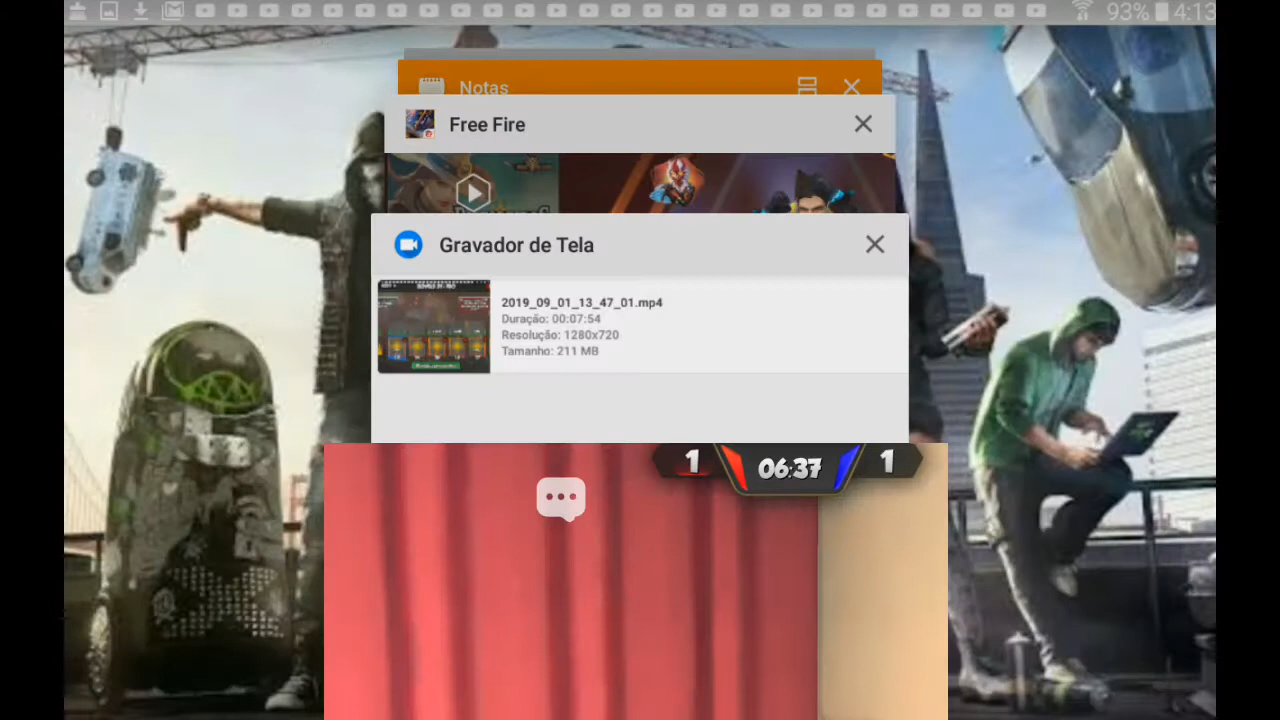 93% 4:13
Notas
Free Fire
Gravador de Tela
2019_09_01_13_47_01.mp4
Duração: 00:07:54
Resolução: 1280x720
Tamanho: 211 MB
1 06:37 1